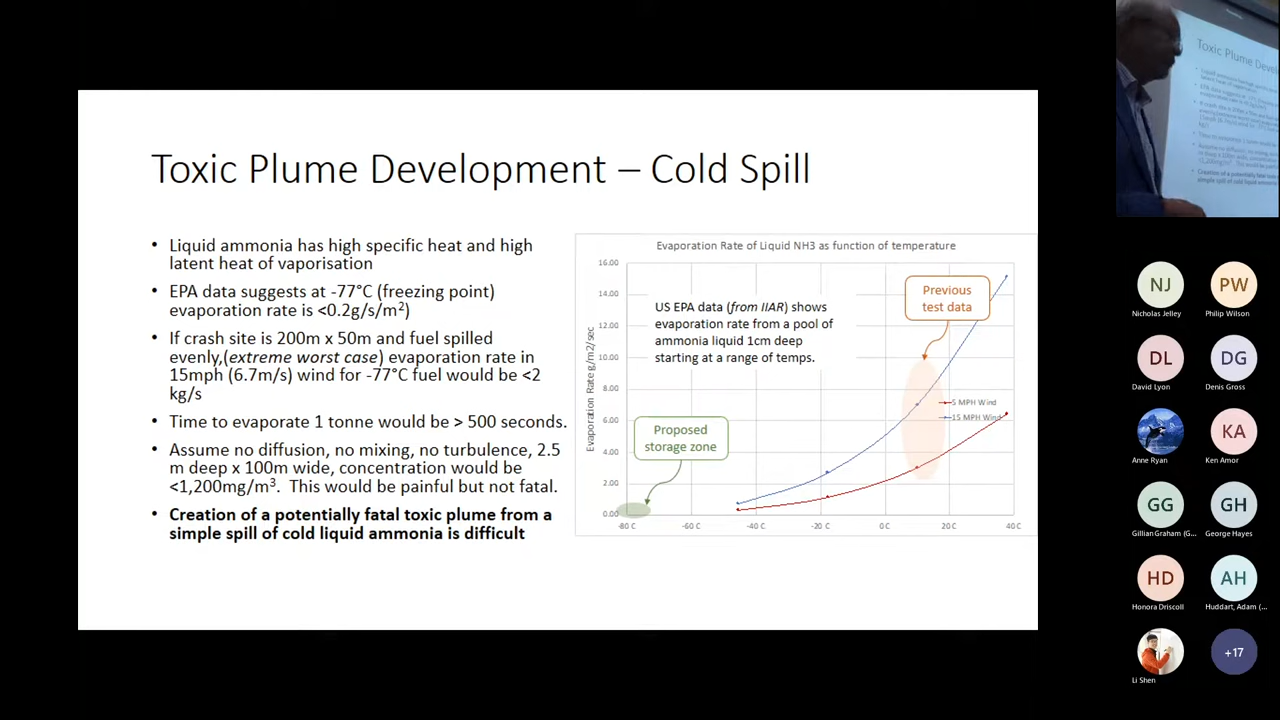 Toxic Plume Development – Cold Spill
• Liquid ammonia has high specific heat and high
latent heat of vaporisation
• EPA data suggests at -77°C (freezing point)
evaporation rate is <0.2g/s/m²)
• If crash site is 200m x 50m and fuel spilled
evenly,(extreme worst case) evaporation rate in
15mph (6.7m/s) wind for -77°C fuel would be <2
kg/s
• Time to evaporate 1 tonne would be > 500 seconds.
• Assume no diffusion, no mixing, no turbulence, 2.5
m deep x 100m wide, concentration would be
<1,200mg/m³. This would be painful but not fatal.
• Creation of a potentially fatal toxic plume from a
simple spill of cold liquid ammonia is difficult
Evaporation Rate of Liquid NH3 as function of temperature
Evaporation Rate g/m2/sec
16.00
14.00
12.00
10.00
8.00
6.00
4.00
2.00
0.00
-80 C
-60 C
-40 C
-20 C
0 C
20 C
40 C
US EPA data (from IIAR) shows
evaporation rate from a pool of
ammonia liquid 1cm deep
starting at a range of temps.
Previous
test data
Proposed
storage zone
5 MPH Wind
15 MPH Wind
Toxic Plume Deve
NJ
Nicholas Jelley
PW
Philip Wilson
DL
David Lyon
DG
Denis Gross
Anne Ryan
KA
Ken Amor
GG
Gillian Graham (G...
GH
George Hayes
HD
Honora Driscoll
AH
Huddart, Adam (...
Li Shen
+17